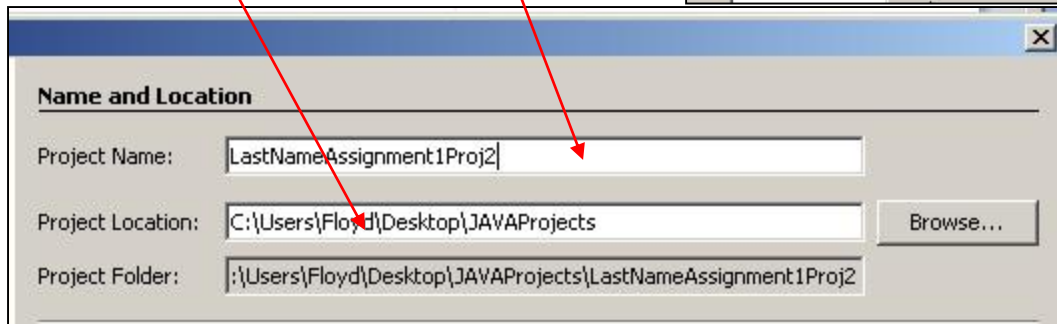 Name and Location
Project Name: LastNameAssignment1Proj2
Project Location: C:\Users\Floyd\Desktop\JAVAProjects Browse...
Project Folder: :\Users\Floyd\Desktop\JAVAProjects\LastNameAssignment1Proj2